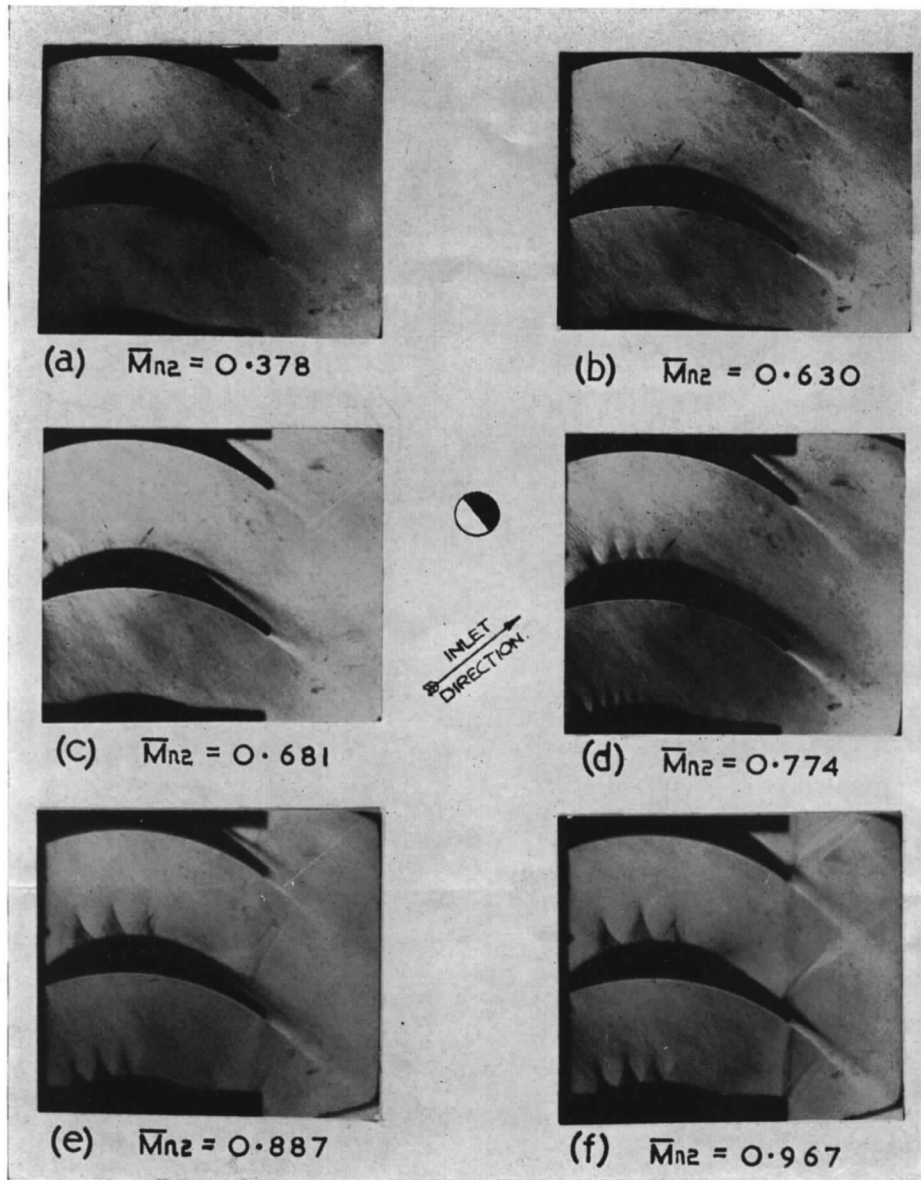 (a) M̅n2 = 0·378
(b) M̅n2 = 0·630
INLET
DIRECTION.
(c) M̅n2 = 0·681
(d) M̅n2 = 0·774
(e) M̅n2 = 0·887
(f) M̅n2 = 0·967